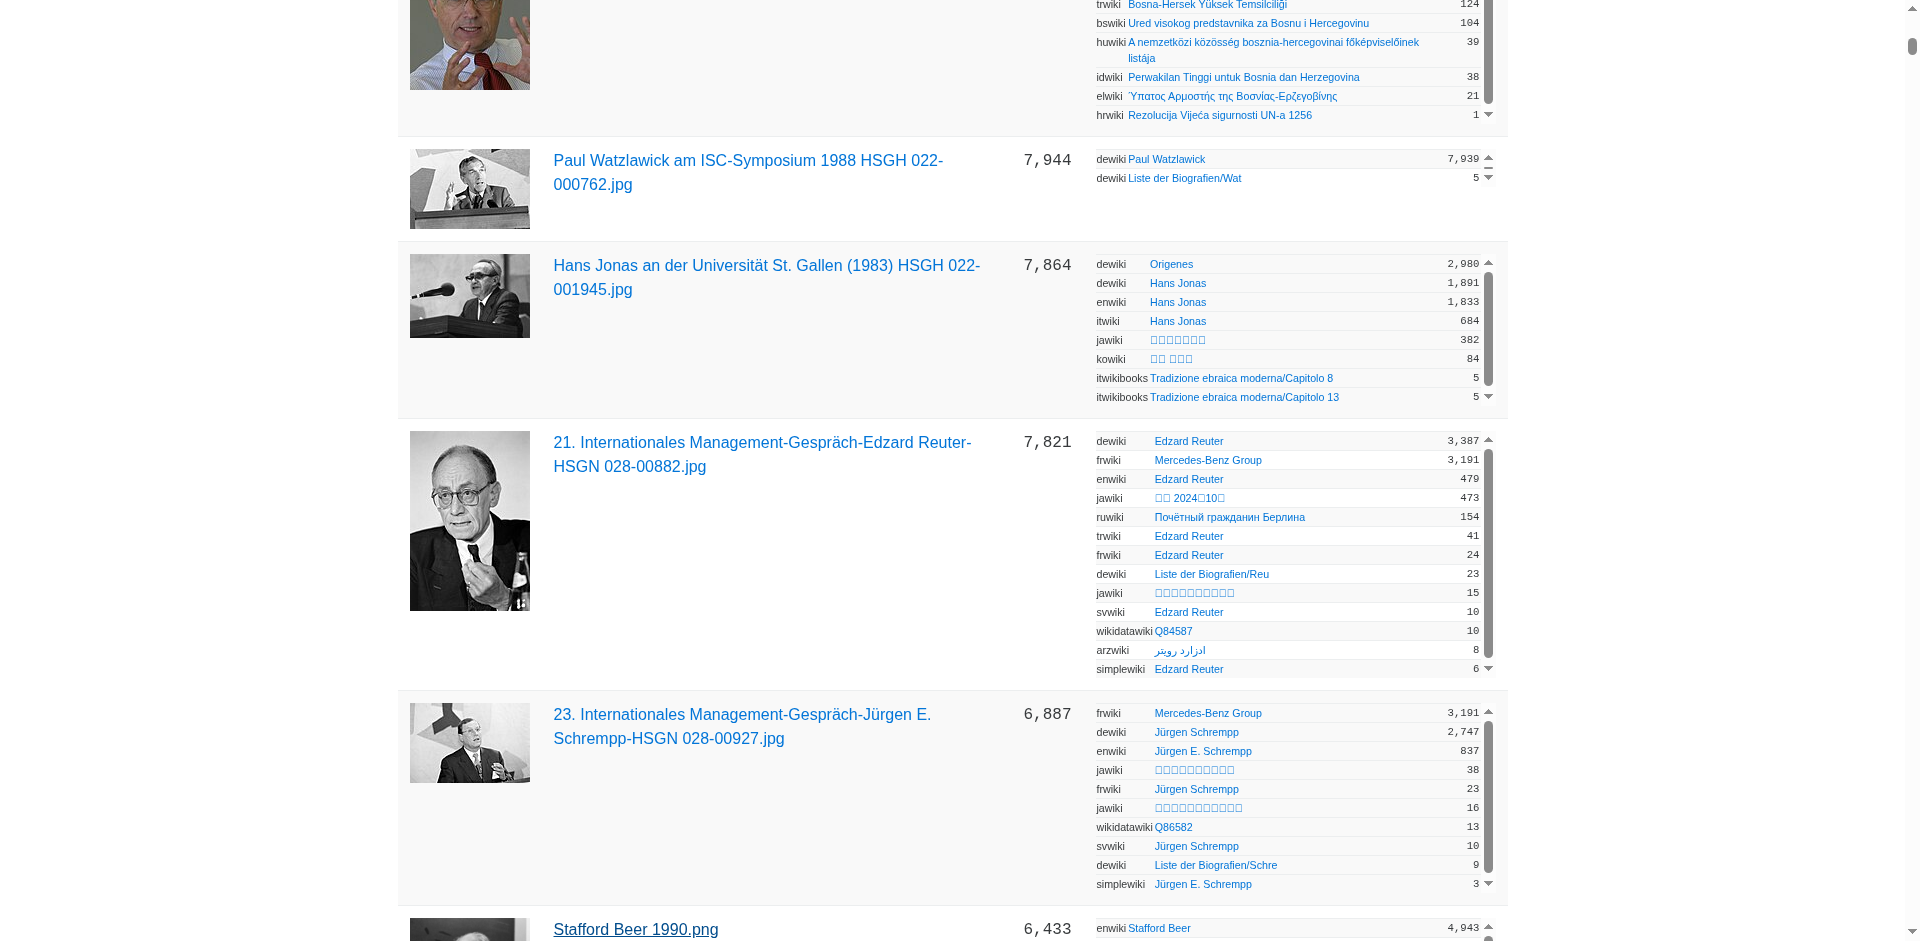 trwiki Bosna-Hersek Yüksek Temsilciliği 124
bswiki Ured visokog predstavnika za Bosnu i Hercegovinu 104
huwiki A nemzetközi közösség bosznia-hercegovinai főképviselőinek 39
listája
idwiki Perwakilan Tinggi untuk Bosnia dan Herzegovina 38
elwiki Ύπατος Αρμοστής της Βοσνίας-Ερζεγοβίνης 21
hrwiki Rezolucija Vijeća sigurnosti UN-a 1256 1
Paul Watzlawick am ISC-Symposium 1988 HSGH 022-
000762.jpg
7,944
dewiki Paul Watzlawick 7,939
dewiki Liste der Biografien/Wat 5
Hans Jonas an der Universität St. Gallen (1983) HSGH 022-
001945.jpg
7,864
dewiki Origenes 2,980
dewiki Hans Jonas 1,891
enwiki Hans Jonas 1,833
itwiki Hans Jonas 684
jawiki 382
kowiki 84
itwikibooks Tradizione ebraica moderna/Capitolo 8 5
itwikibooks Tradizione ebraica moderna/Capitolo 13 5
21. Internationales Management-Gespräch-Edzard Reuter-
HSGN 028-00882.jpg
7,821
dewiki Edzard Reuter 3,387
frwiki Mercedes-Benz Group 3,191
enwiki Edzard Reuter 479
jawiki 2024 10 473
ruwiki Почётный гражданин Берлина 154
trwiki Edzard Reuter 41
frwiki Edzard Reuter 24
dewiki Liste der Biografien/Reu 23
jawiki 15
svwiki Edzard Reuter 10
wikidatawiki Q84587 10
arzwiki ادزارد رويتر 8
simplewiki Edzard Reuter 6
23. Internationales Management-Gespräch-Jürgen E.
Schrempp-HSGN 028-00927.jpg
6,887
frwiki Mercedes-Benz Group 3,191
dewiki Jürgen Schrempp 2,747
enwiki Jürgen E. Schrempp 837
jawiki 38
frwiki Jürgen Schrempp 23
jawiki 16
wikidatawiki Q86582 13
svwiki Jürgen Schrempp 10
dewiki Liste der Biografien/Schre 9
simplewiki Jürgen E. Schrempp 3
Stafford Beer 1990.png
6,433
enwiki Stafford Beer 4,943